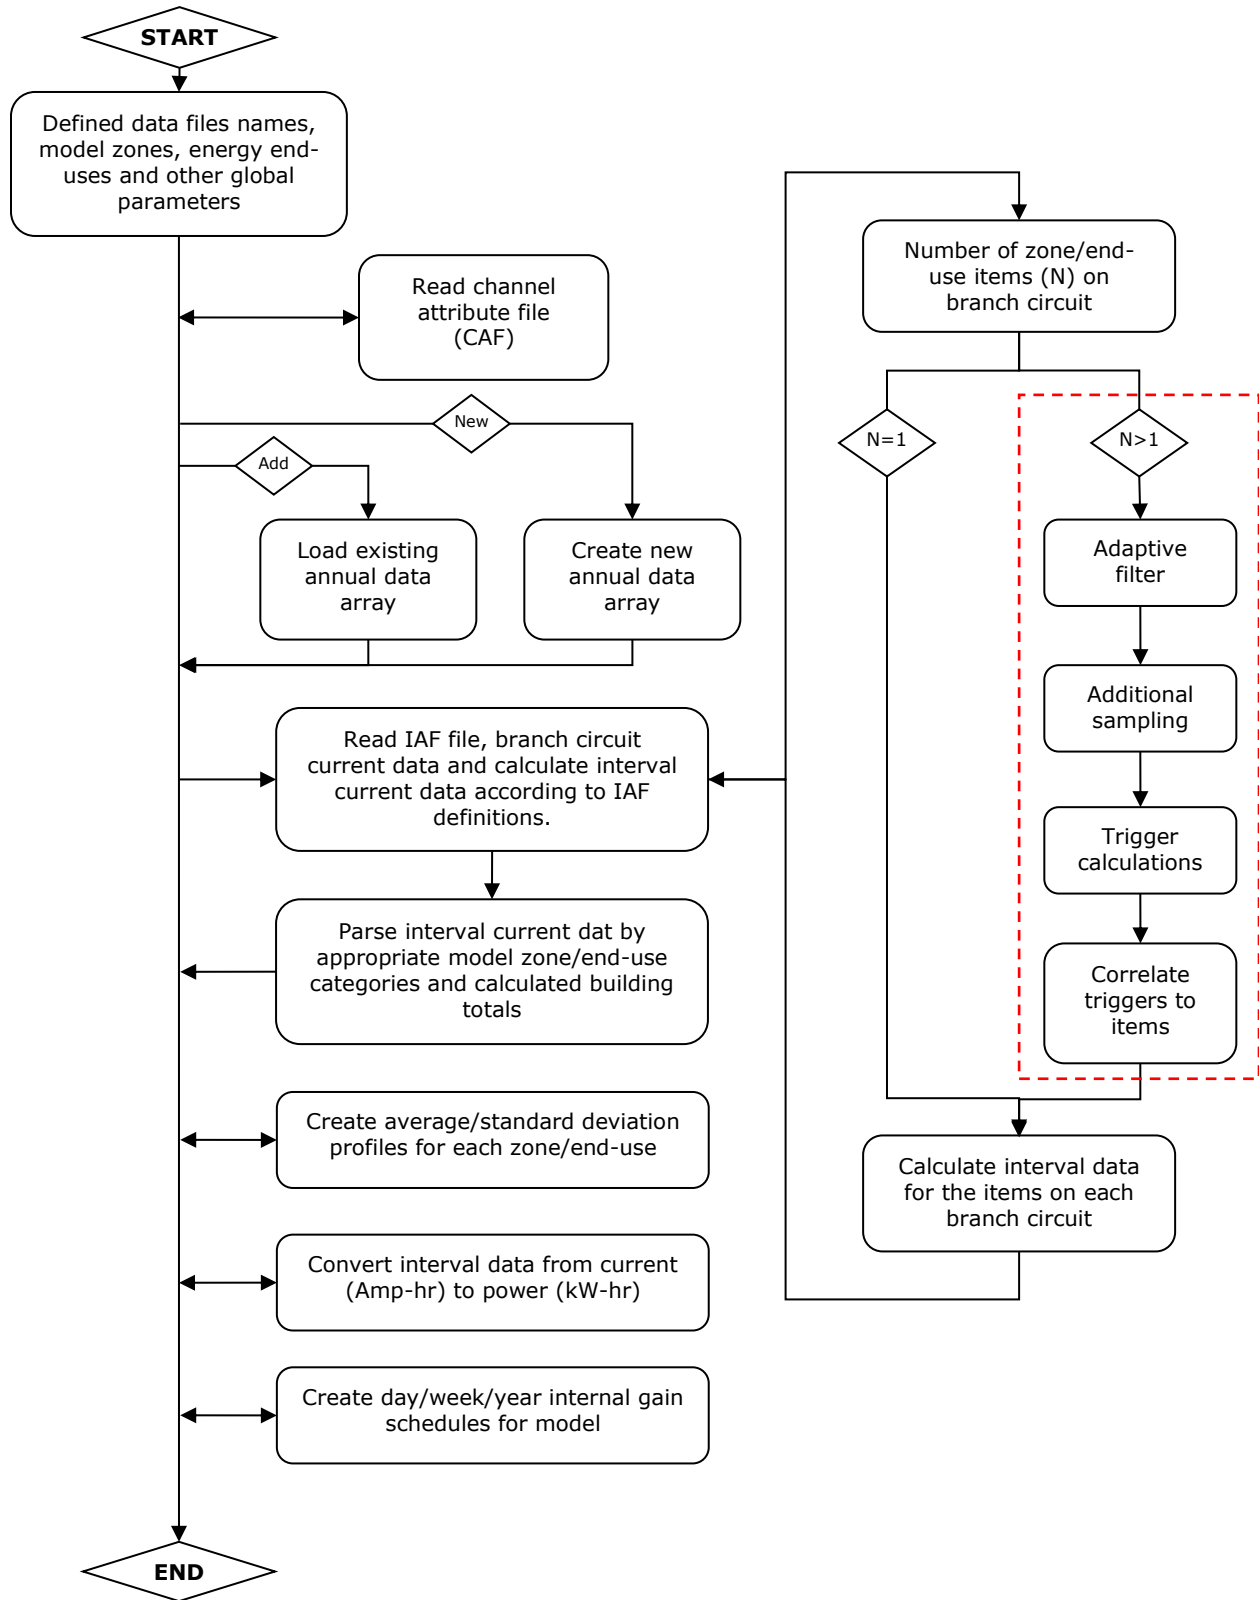 START
Defined data files names,
model zones, energy end-
uses and other global
parameters
Read channel
attribute file
(CAF)
New
Add
Load existing
annual data
array
Create new
annual data
array
Read IAF file, branch circuit
current data and calculate interval
current data according to IAF
definitions.
Parse interval current dat by
appropriate model zone/end-use
categories and calculated building
totals
Create average/standard deviation
profiles for each zone/end-use
Convert interval data from current
(Amp-hr) to power (kW-hr)
Create day/week/year internal gain
schedules for model
END
Number of zone/end-
use items (N) on
branch circuit
N=1
N>1
Adaptive
filter
Additional
sampling
Trigger
calculations
Correlate
triggers to
items
Calculate interval data
for the items on each
branch circuit